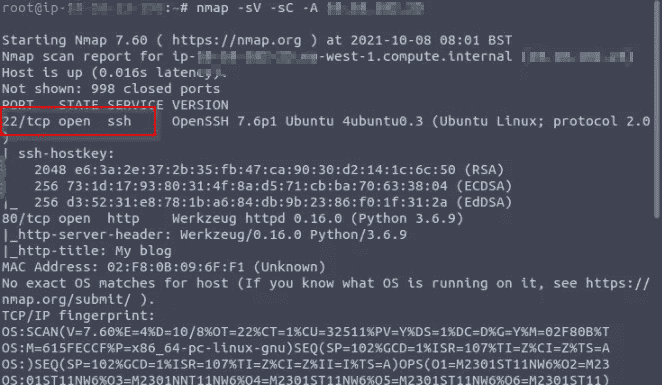 root@ip- :~# nmap -sV -sC -A
Starting Nmap 7.60 ( https://nmap.org ) at 2021-10-08 08:01 BST
Nmap scan report for ip- -west-1.compute.internal
Host is up (0.016s latency).
Not shown: 998 closed ports
PORT STATE SERVICE VERSION
22/tcp open ssh OpenSSH 7.6p1 Ubuntu 4ubuntu0.3 (Ubuntu Linux; protocol 2.0
)
| ssh-hostkey:
| 2048 e6:3a:2e:37:2b:35:fb:47:ca:90:30:d2:14:1c:6c:50 (RSA)
| 256 73:1d:17:93:80:31:4f:8a:d5:71:cb:ba:70:63:38:04 (ECDSA)
|_ 256 d3:52:31:e8:78:1b:a6:84:db:9b:23:86:f0:1f:31:2a (EdDSA)
80/tcp open http Werkzeug httpd 0.16.0 (Python 3.6.9)
|_http-server-header: Werkzeug/0.16.0 Python/3.6.9
|_http-title: My blog
MAC Address: 02:F8:0B:09:6F:F1 (Unknown)
No exact OS matches for host (If you know what OS is running on it, see https://
nmap.org/submit/ ).
TCP/IP fingerprint:
OS:SCAN(V=7.60%E=4%D=10/8%OT=22%CT=1%CU=32511%PV=Y%DS=1%DC=D%G=Y%M=02F80B%T
OS:M=615FECCF%P=x86_64-pc-linux-gnu)SEQ(SP=102%GCD=1%ISR=107%TI=Z%CI=Z%TS=A
OS:)SEQ(SP=102%GCD=1%ISR=107%TI=Z%CI=Z%II=I%TS=A)OPS(O1=M2301ST11NW6%O2=M23
OS:01ST11NW6%O3=M2301NNT11NW6%O4=M2301ST11NW6%O5=M2301ST11NW6%O6=M2301ST11)